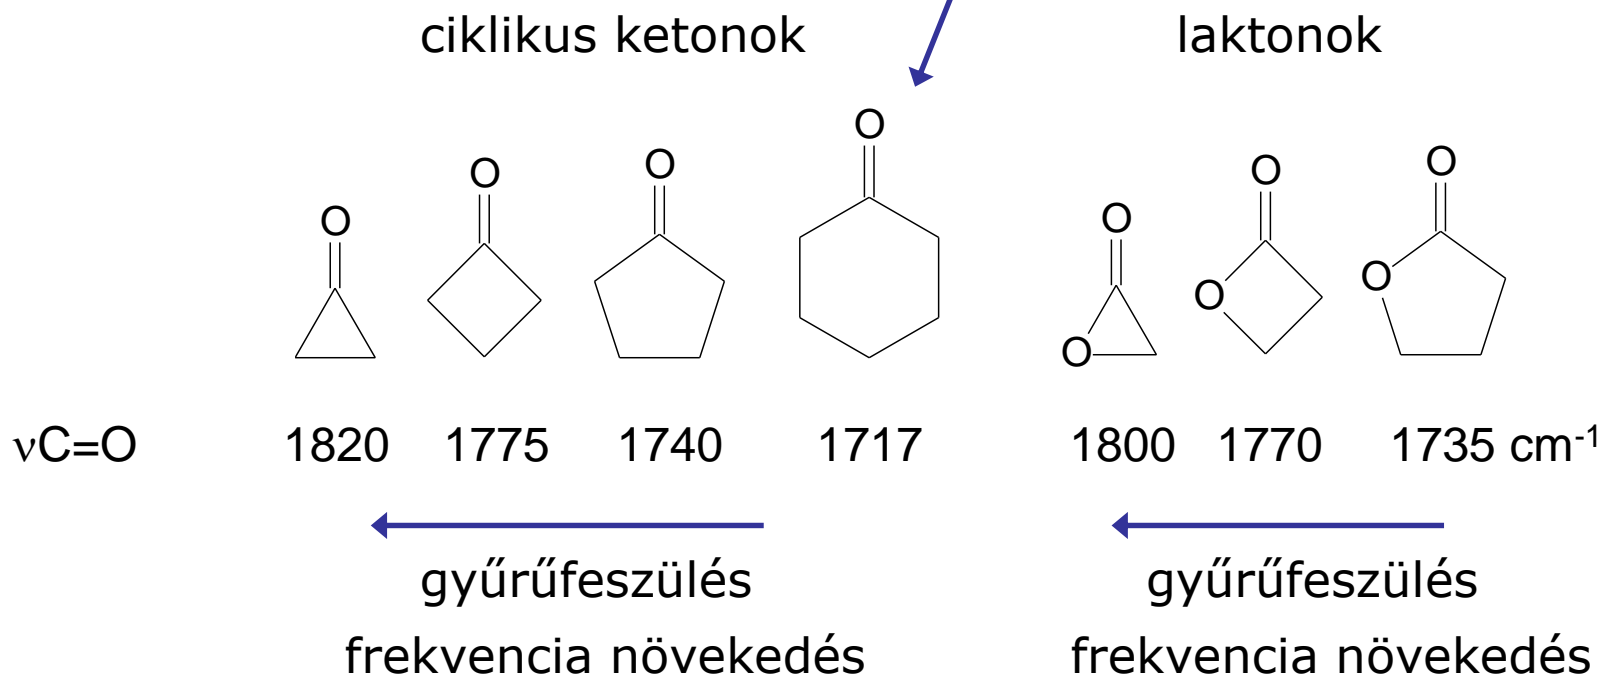 ciklikus ketonok laktonok
O O O O O O O
O O O
νC=O 1820 1775 1740 1717 1800 1770 1735 cm⁻¹
gyűrűfeszülés gyűrűfeszülés
frekvencia növekedés frekvencia növekedés